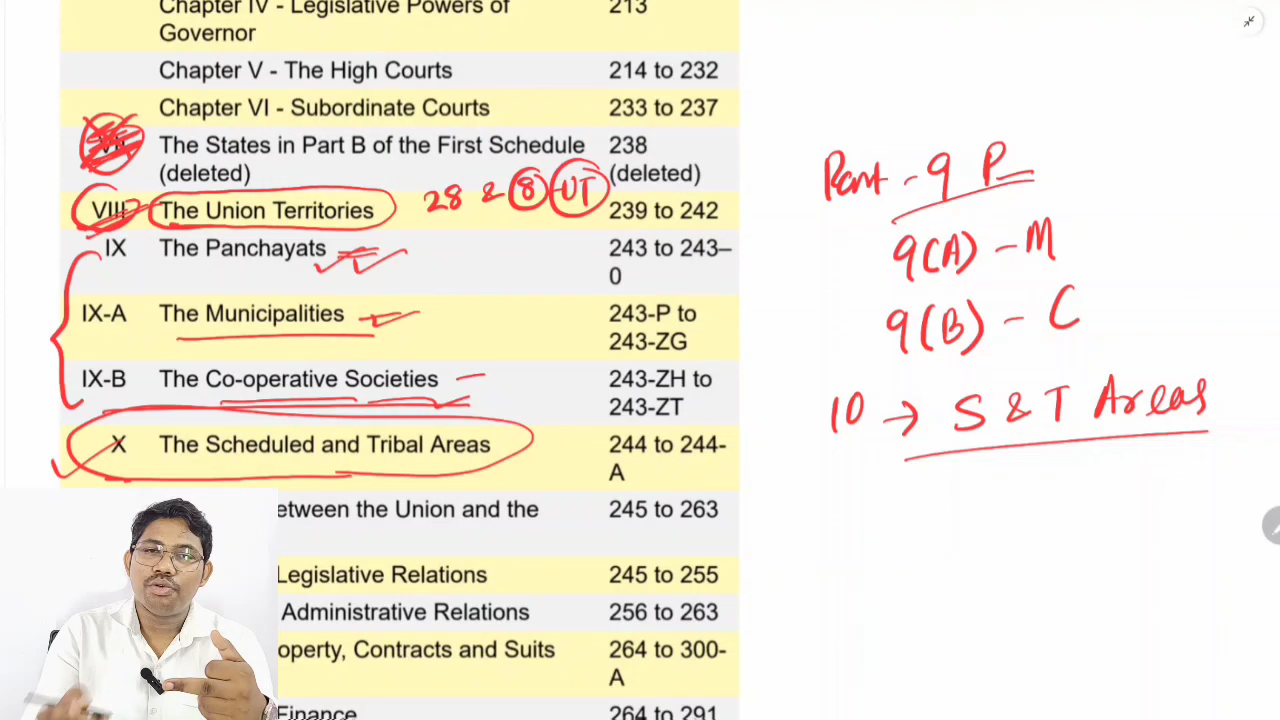 Chapter IV - Legislative Powers of 213
Governor
Chapter V - The High Courts 214 to 232
Chapter VI - Subordinate Courts 233 to 237
The States in Part B of the First Schedule 238
(deleted) (deleted)
28 & 8 UT
VIII The Union Territories 239 to 242
IX The Panchayats 243 to 243–
0
IX-A The Municipalities 243-P to
243-ZG
IX-B The Co-operative Societies 243-ZH to
243-ZT
X The Scheduled and Tribal Areas 244 to 244-
A
etween the Union and the 245 to 263
Legislative Relations 245 to 255
Administrative Relations 256 to 263
operty, Contracts and Suits 264 to 300-
A
Finance 264 to 291
Part - 9 P
9(A) - M
9(B) - C
10 → S & T Areas